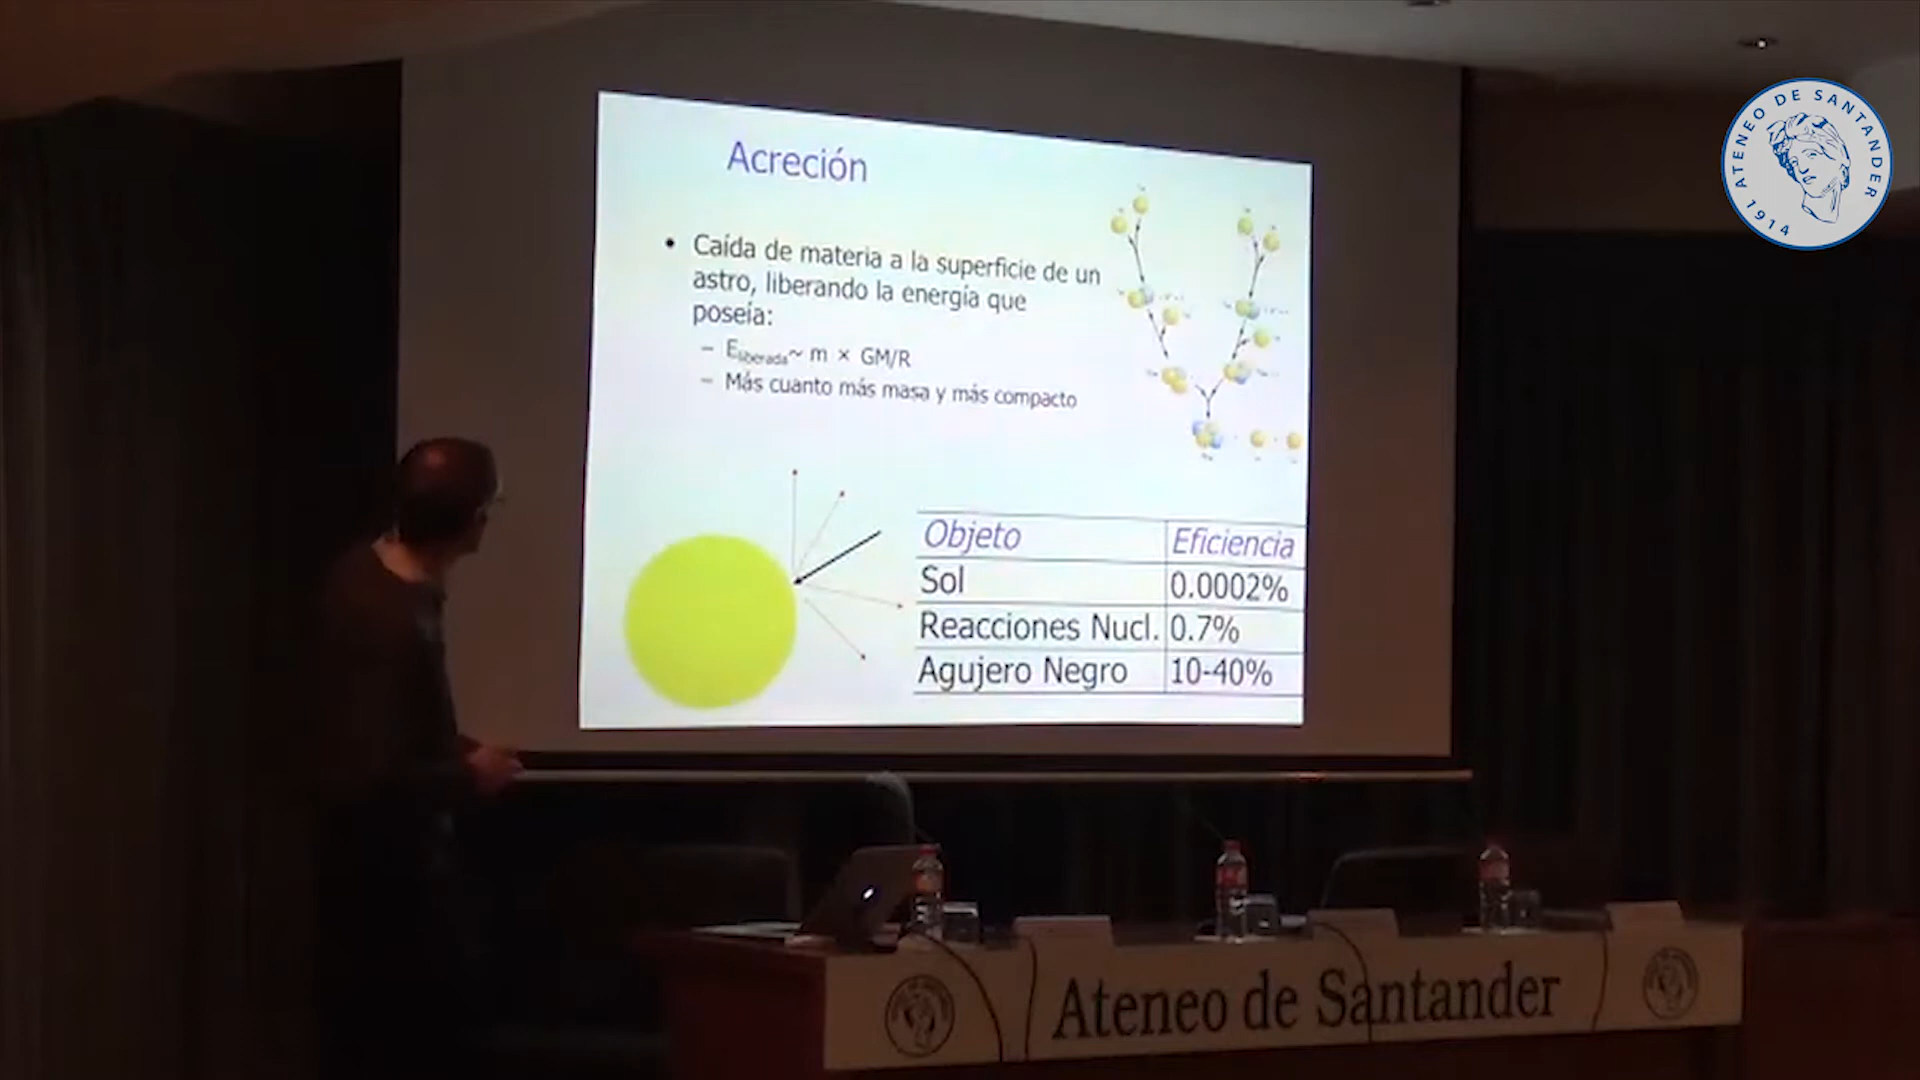 Acreción
• Caída de materia a la superficie de un
astro, liberando la energía que
poseía:
– Eliberada~ m × GM/R
– Más cuanto más masa y más compacto
Objeto Eficiencia
Sol 0.0002%
Reacciones Nucl. 0.7%
Agujero Negro 10-40%
ATENEO DE SANTANDER
1914
Ateneo de Santander